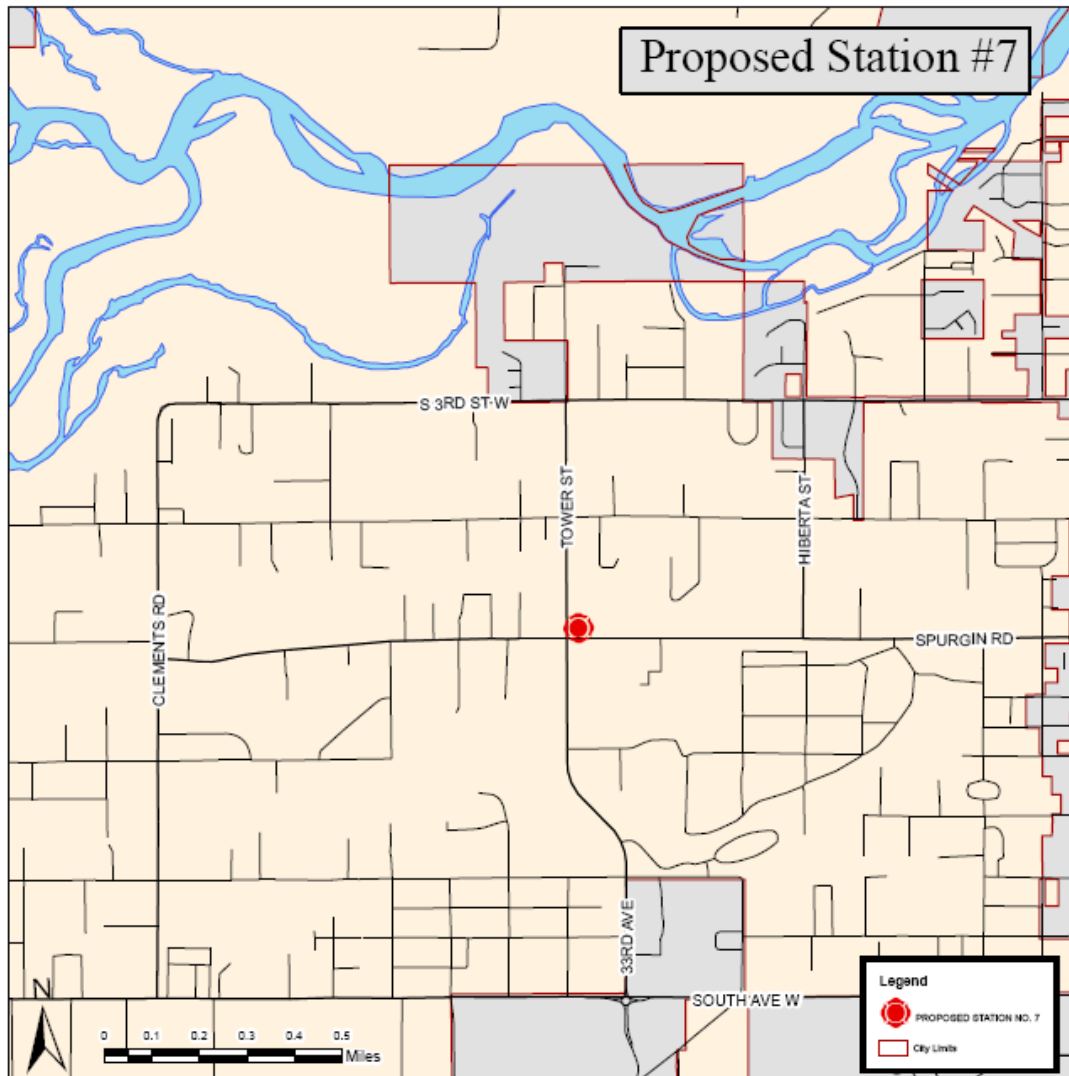 Proposed Station #7
S 3RD ST W
TOWER ST
HIBERTA ST
CLEMENTS RD
SPURGIN RD
33RD AVE
SOUTH AVE W
N
0 0.1 0.2 0.3 0.4 0.5
Miles
Legend
PROPOSED STATION NO. 7
City Limits